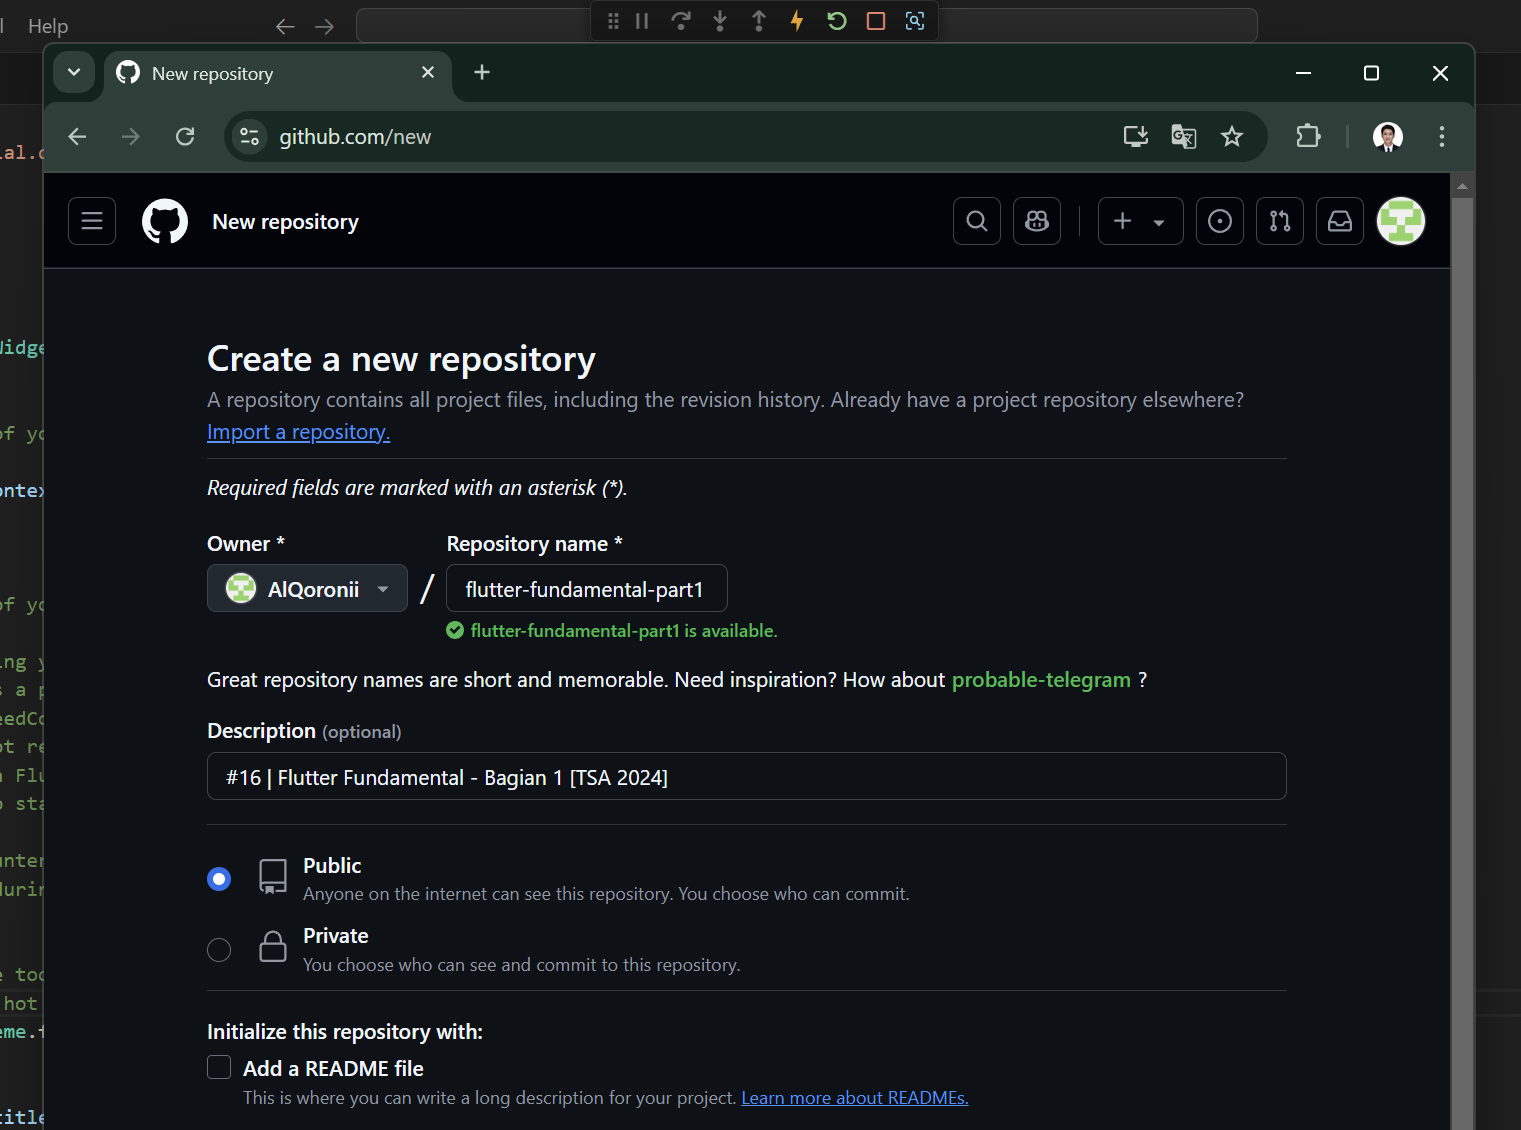 Help
New repository
github.com/new
New repository
Create a new repository
A repository contains all project files, including the revision history. Already have a project repository elsewhere?
Import a repository.
Required fields are marked with an asterisk (*).
Owner *
Repository name *
AlQoronii
/
flutter-fundamental-part1
flutter-fundamental-part1 is available.
Great repository names are short and memorable. Need inspiration? How about probable-telegram ?
Description (optional)
#16 | Flutter Fundamental - Bagian 1 [TSA 2024]
Public
Anyone on the internet can see this repository. You choose who can commit.
Private
You choose who can see and commit to this repository.
Initialize this repository with:
Add a README file
This is where you can write a long description for your project. Learn more about READMEs.